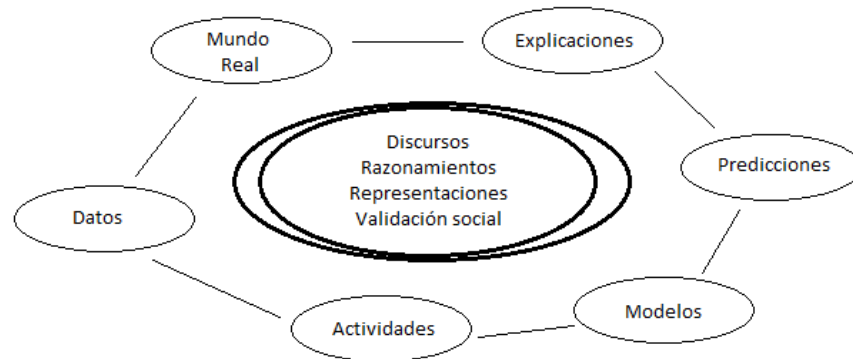 Mundo
Real
Explicaciones
Discursos
Razonamientos
Representaciones
Validación social
Predicciones
Datos
Modelos
Actividades